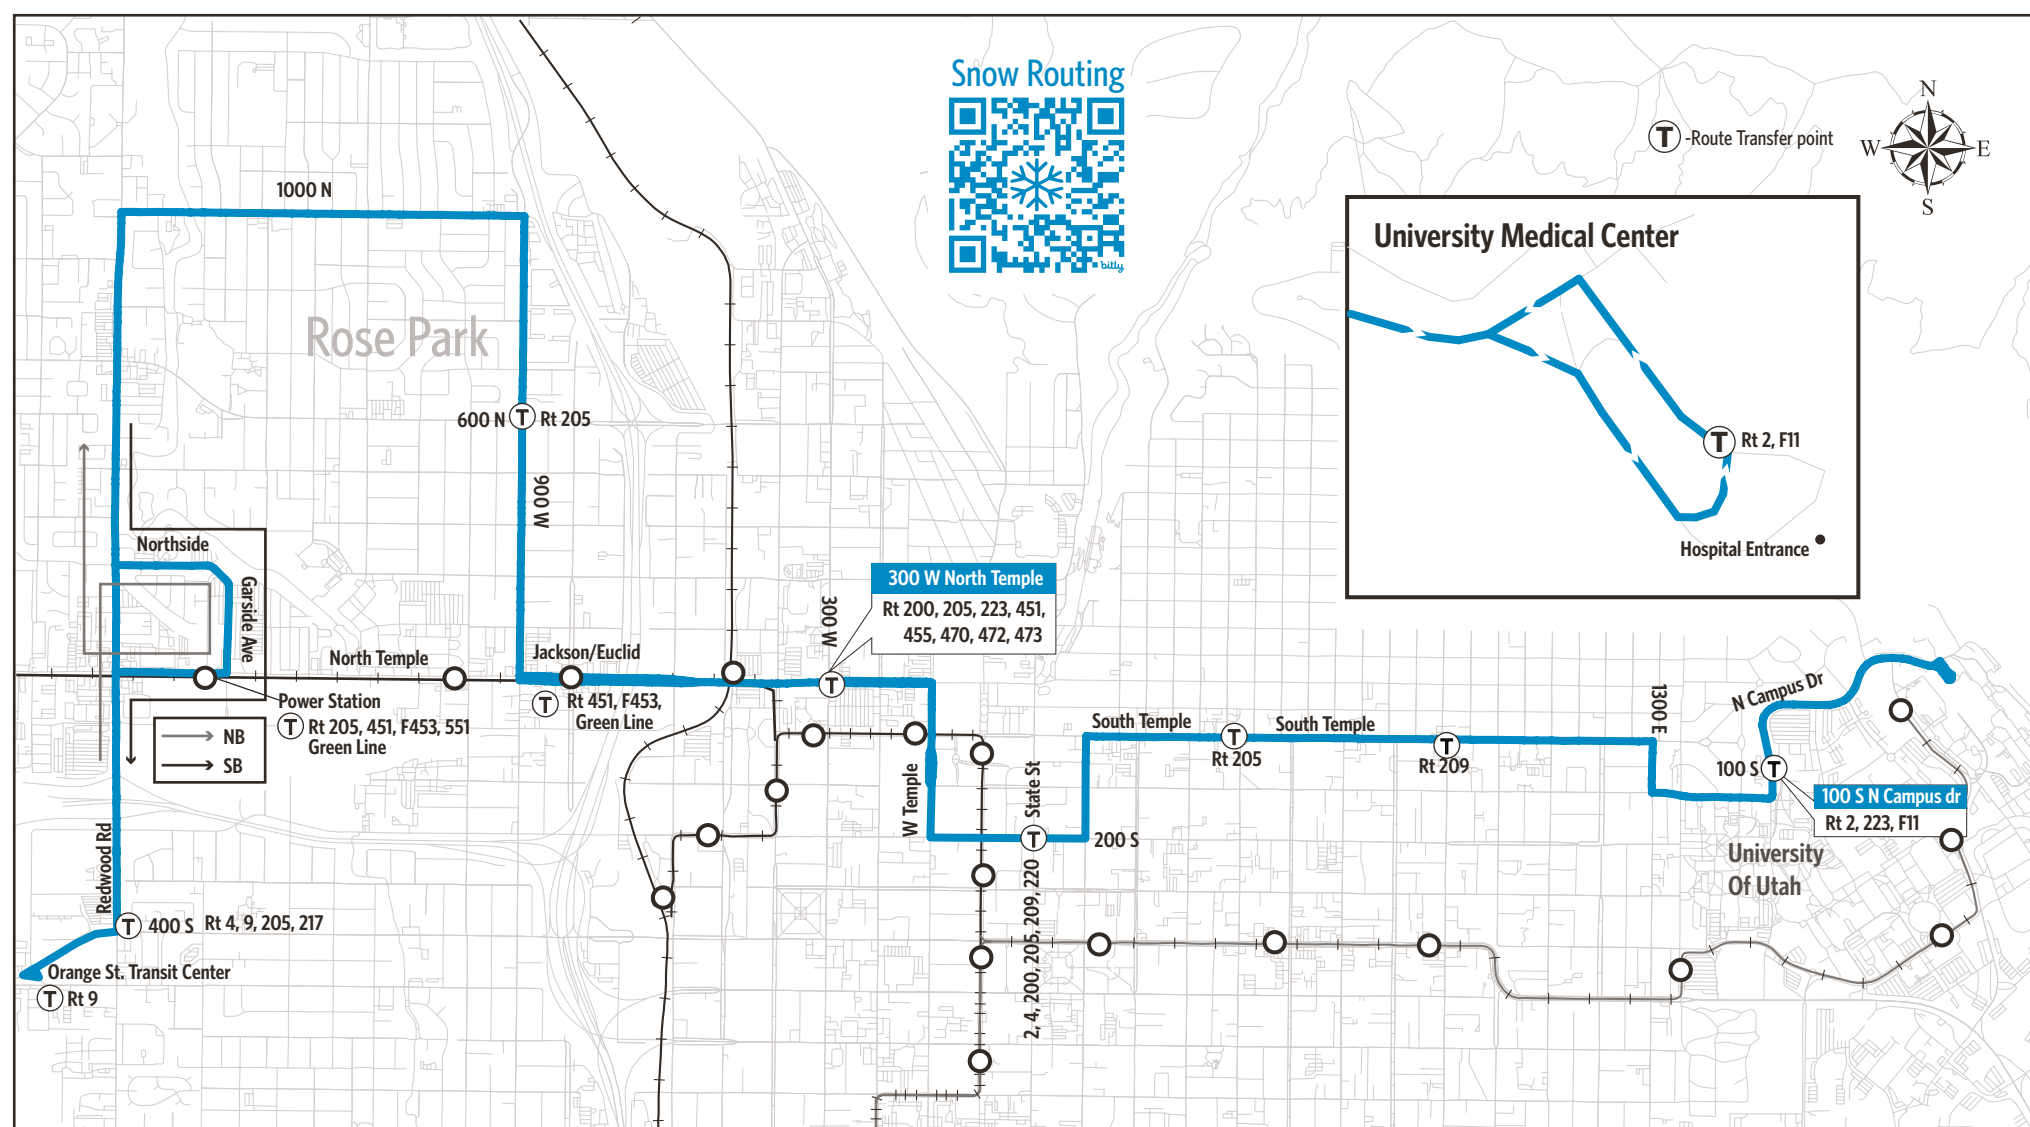 Snow Routing
bitly
T -Route Transfer point
N
W E
S
1000 N
University Medical Center
Rose Park
600 N T Rt 205
T Rt 2, F11
900 W
Northside
Hospital Entrance
Garside Ave
300 W North Temple
Rt 200, 205, 223, 451,
455, 470, 472, 473
300 W
North Temple
Jackson/Euclid
T
Power Station
T Rt 205, 451, F453, 551
Green Line
T Rt 451, F453,
Green Line
NB
SB
W Temple
State St
South Temple
T
Rt 205
South Temple
T
Rt 209
1300 E
N Campus Dr
100 S T
100 S N Campus dr
Rt 2, 223, F11
T
200 S
2, 4, 200, 205, 209, 220
University
Of Utah
Redwood Rd
T 400 S Rt 4, 9, 205, 217
Orange St. Transit Center
T Rt 9